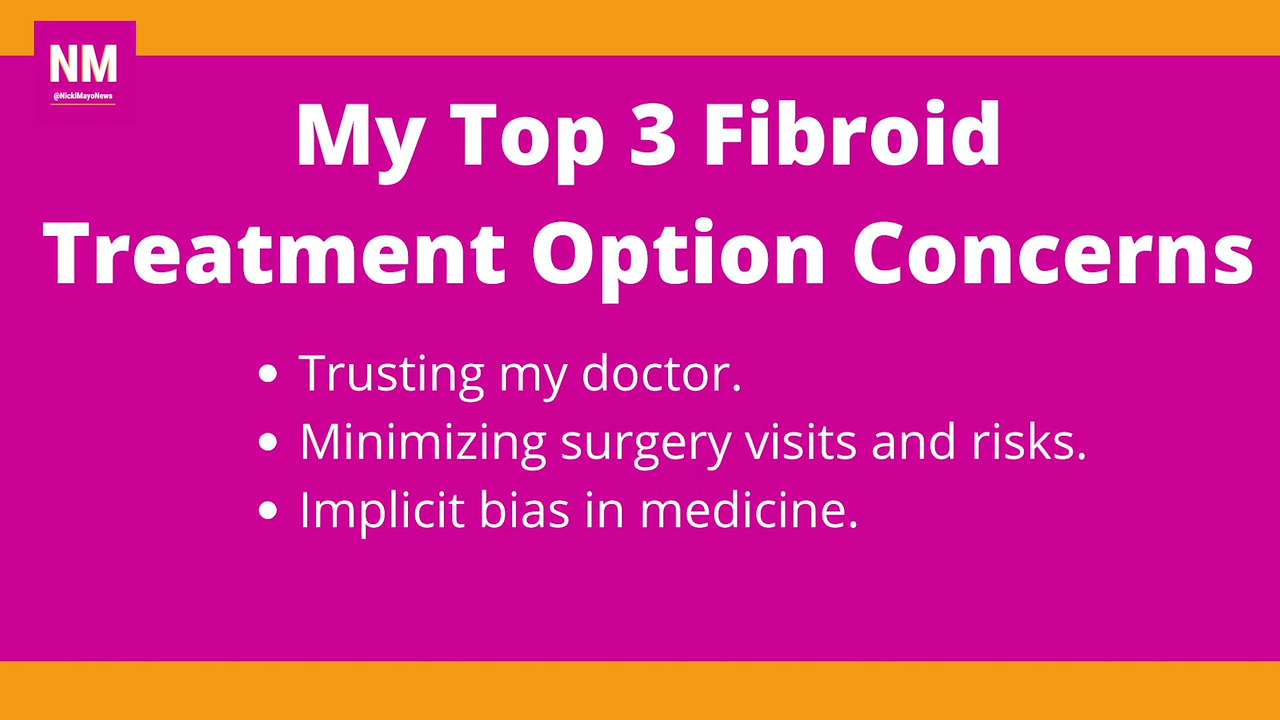 NM
@NickiMayoNews
My Top 3 Fibroid
Treatment Option Concerns
• Trusting my doctor.
• Minimizing surgery visits and risks.
• Implicit bias in medicine.